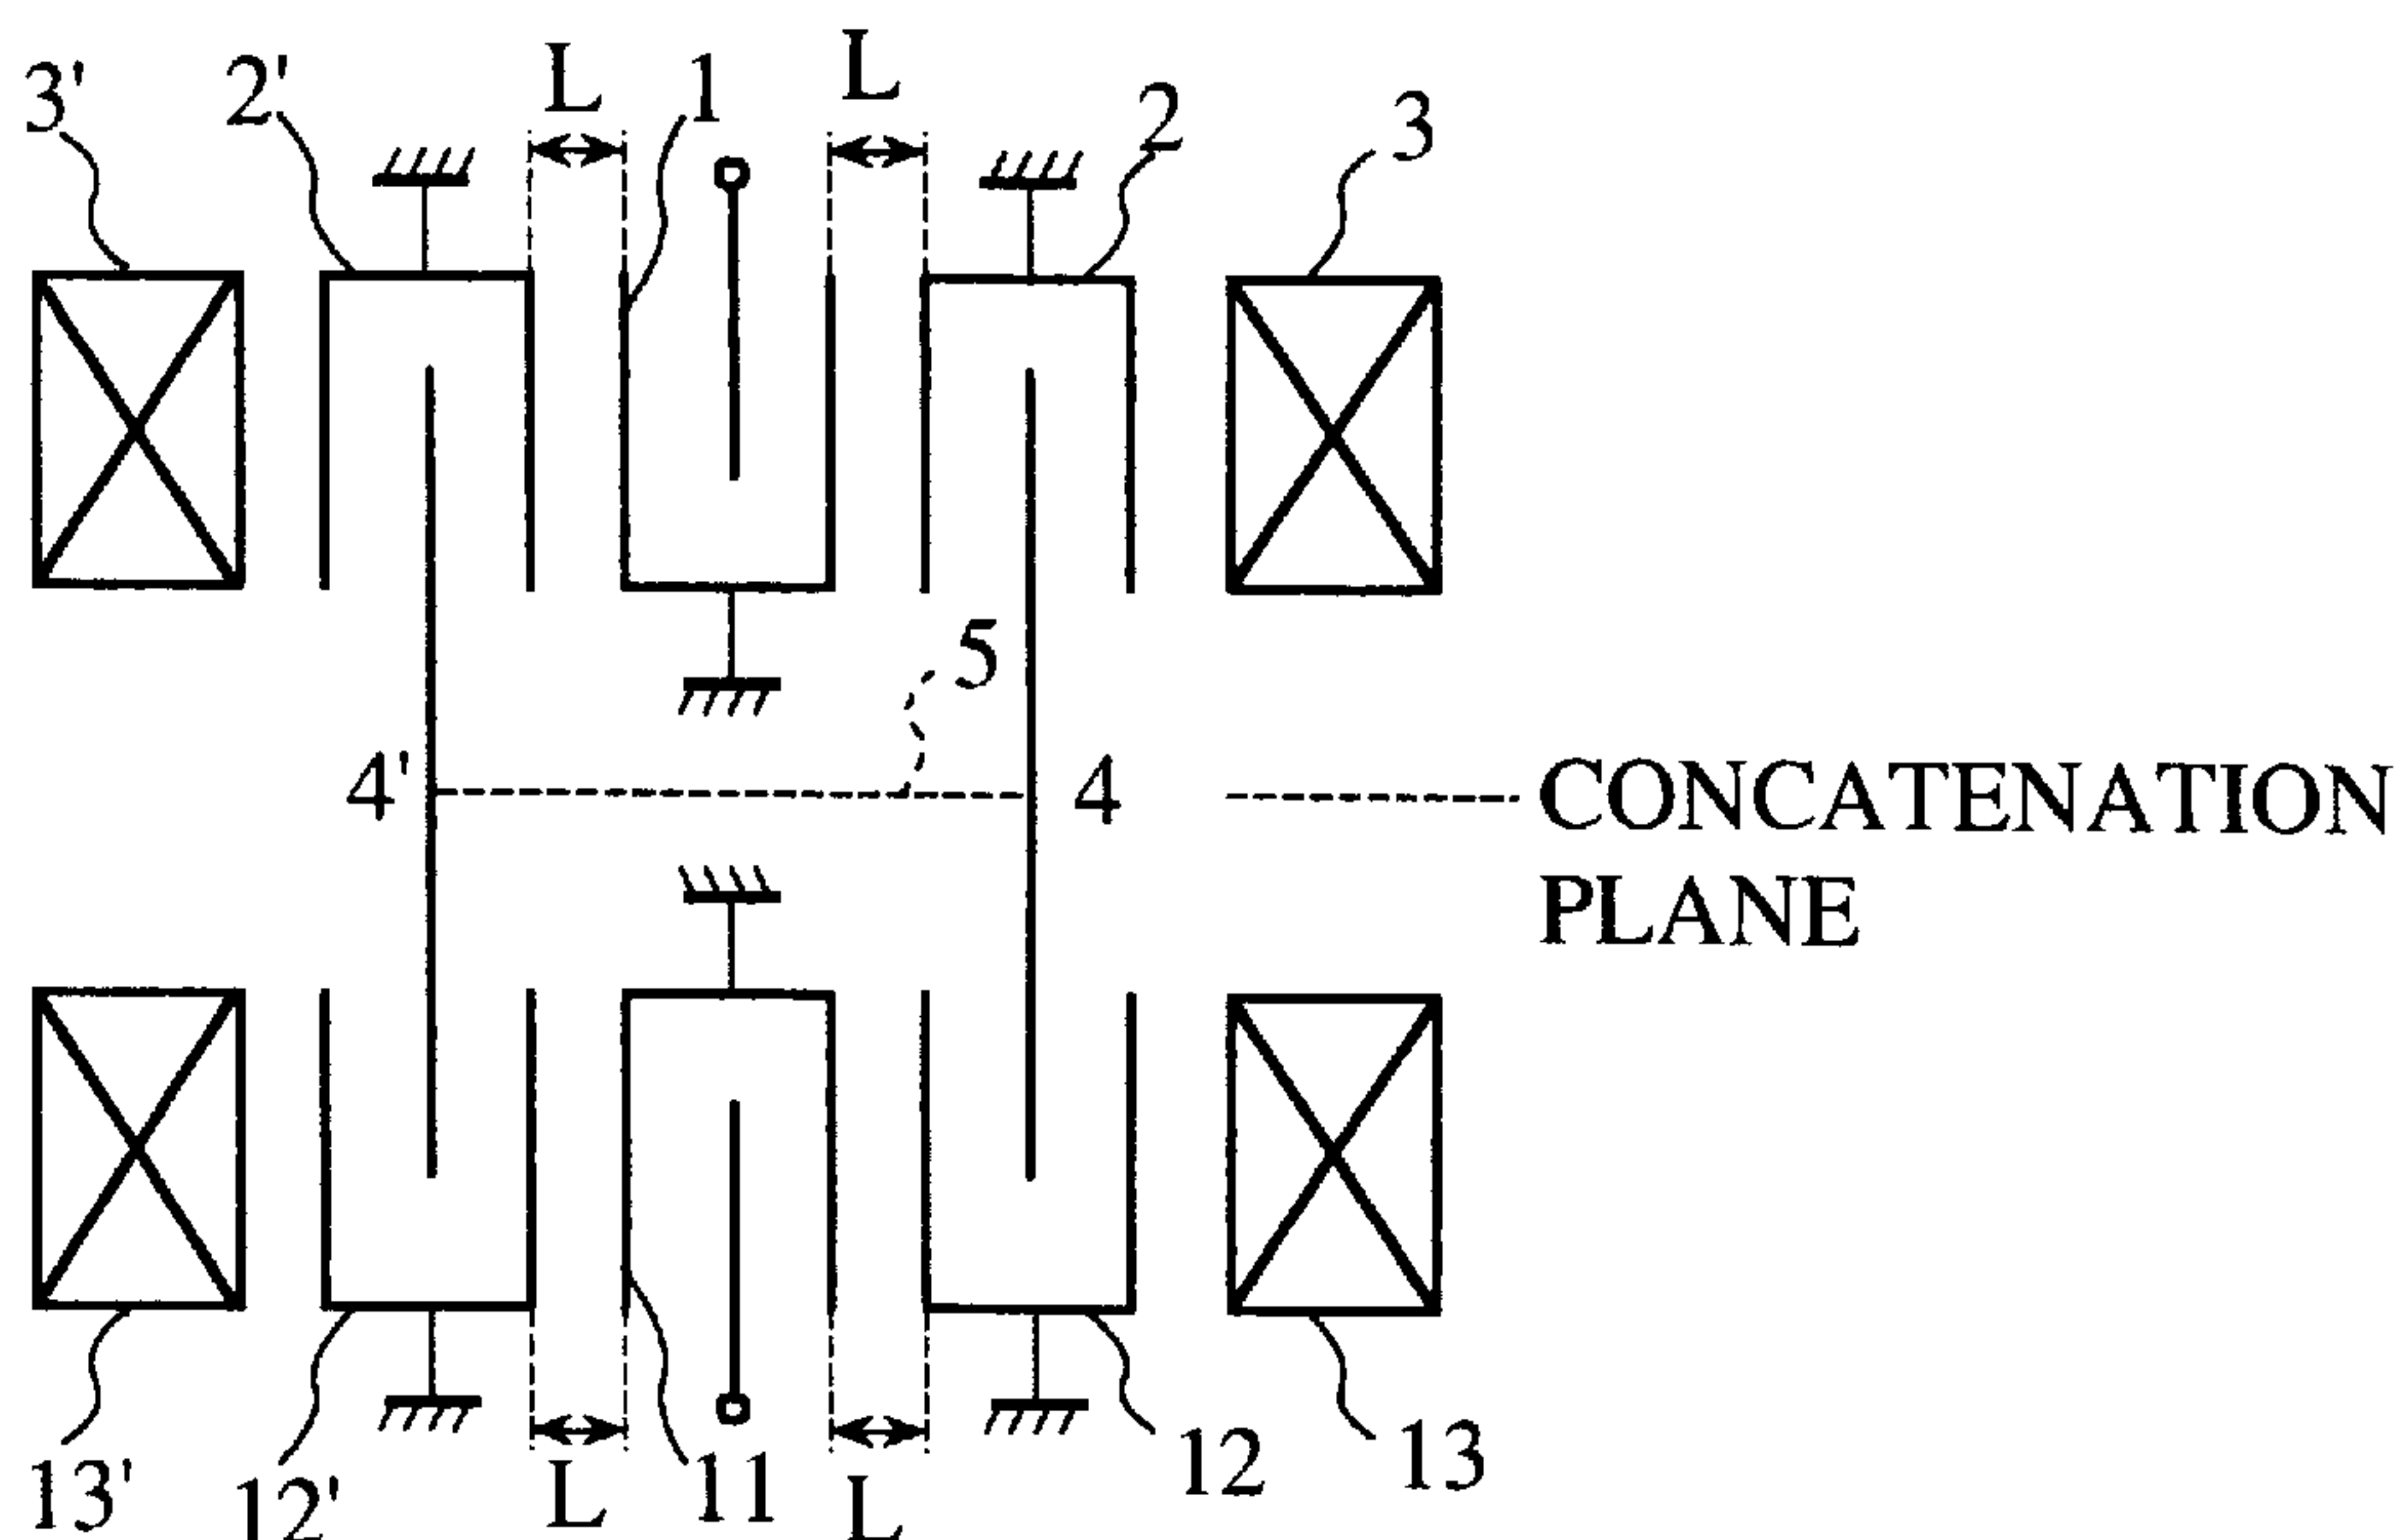 3' 2' L 1 L 2 3
5
4' 4 CONCATENATION
PLANE
13' 12' L 11 L 12 13